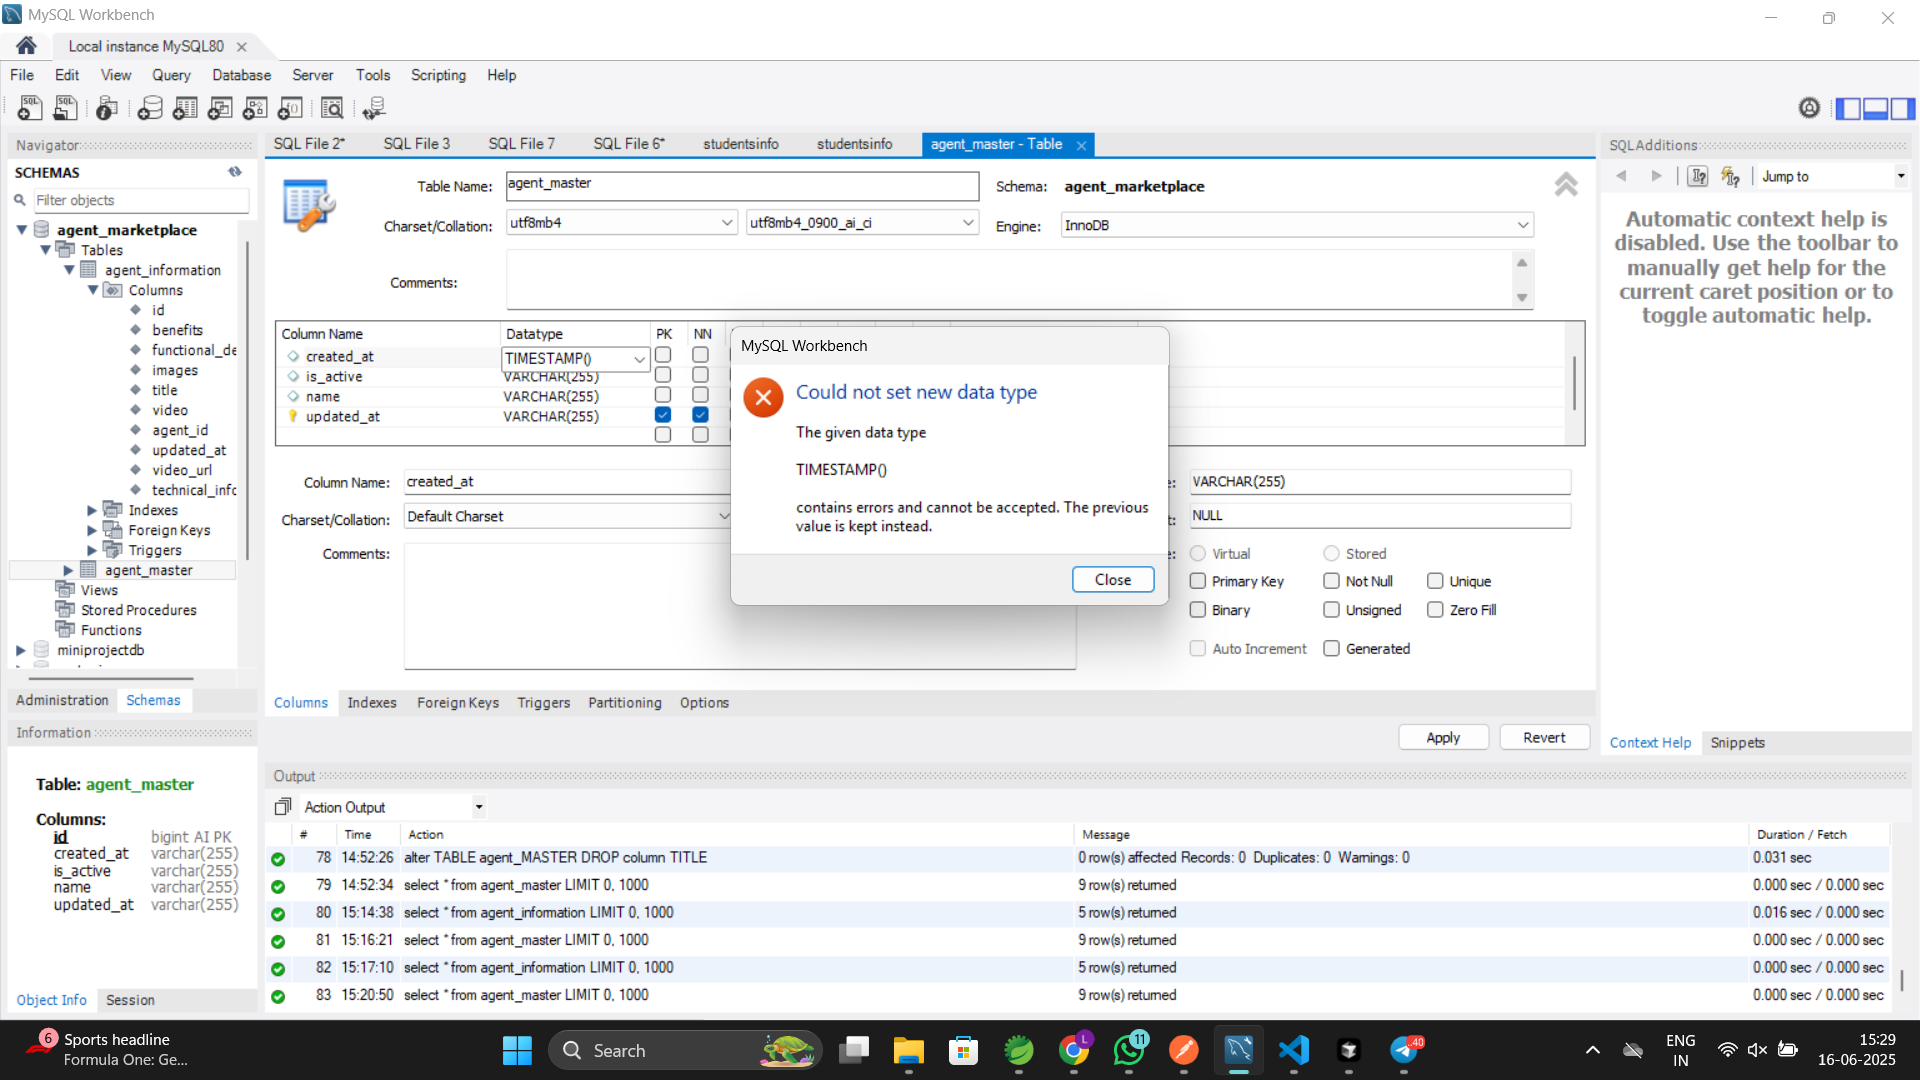 MySQL Workbench
Local instance MySQL80
File Edit View Query Database Server Tools Scripting Help
Navigator
SCHEMAS
Filter objects
agent_marketplace
Tables
agent_information
Columns
id
benefits
functional_de
images
title
video
agent_id
updated_at
video_url
technical_info
Indexes
Foreign Keys
Triggers
agent_master
Views
Stored Procedures
Functions
miniprojectdb
Administration Schemas
Information
Table: agent_master
Columns:
id bigint AI PK
created_at varchar(255)
is_active varchar(255)
name varchar(255)
updated_at varchar(255)
Object Info Session
SQL File 2* SQL File 3 SQL File 7 SQL File 6* studentsinfo studentsinfo agent_master - Table
Table Name: agent_master Schema: agent_marketplace
Charset/Collation: utf8mb4 utf8mb4_0900_ai_ci Engine: InnoDB
Comments:
Column Name Datatype PK NN
created_at TIMESTAMP()
is_active VARCHAR(255)
name VARCHAR(255)
updated_at VARCHAR(255)
Column Name: created_at VARCHAR(255)
Charset/Collation: Default Charset NULL
Comments:
Virtual Stored
Primary Key Not Null Unique
Binary Unsigned Zero Fill
Auto Increment Generated
MySQL Workbench
Could not set new data type
The given data type
TIMESTAMP()
contains errors and cannot be accepted. The previous
value is kept instead.
Close
Columns Indexes Foreign Keys Triggers Partitioning Options
Apply Revert
Output
Action Output
# Time Action Message Duration / Fetch
78 14:52:26 alter TABLE agent_MASTER DROP column TITLE 0 row(s) affected Records: 0 Duplicates: 0 Warnings: 0 0.031 sec
79 14:52:34 select * from agent_master LIMIT 0, 1000 9 row(s) returned 0.000 sec / 0.000 sec
80 15:14:38 select * from agent_information LIMIT 0, 1000 5 row(s) returned 0.016 sec / 0.000 sec
81 15:16:21 select * from agent_master LIMIT 0, 1000 9 row(s) returned 0.000 sec / 0.000 sec
82 15:17:10 select * from agent_information LIMIT 0, 1000 5 row(s) returned 0.000 sec / 0.000 sec
83 15:20:50 select * from agent_master LIMIT 0, 1000 9 row(s) returned 0.000 sec / 0.000 sec
SQLAdditions
Jump to
Automatic context help is
disabled. Use the toolbar to
manually get help for the
current caret position or to
toggle automatic help.
Context Help Snippets
6
Sports headline
Formula One: Ge...
Search
L
11
40
ENG
IN
15:29
16-06-2025